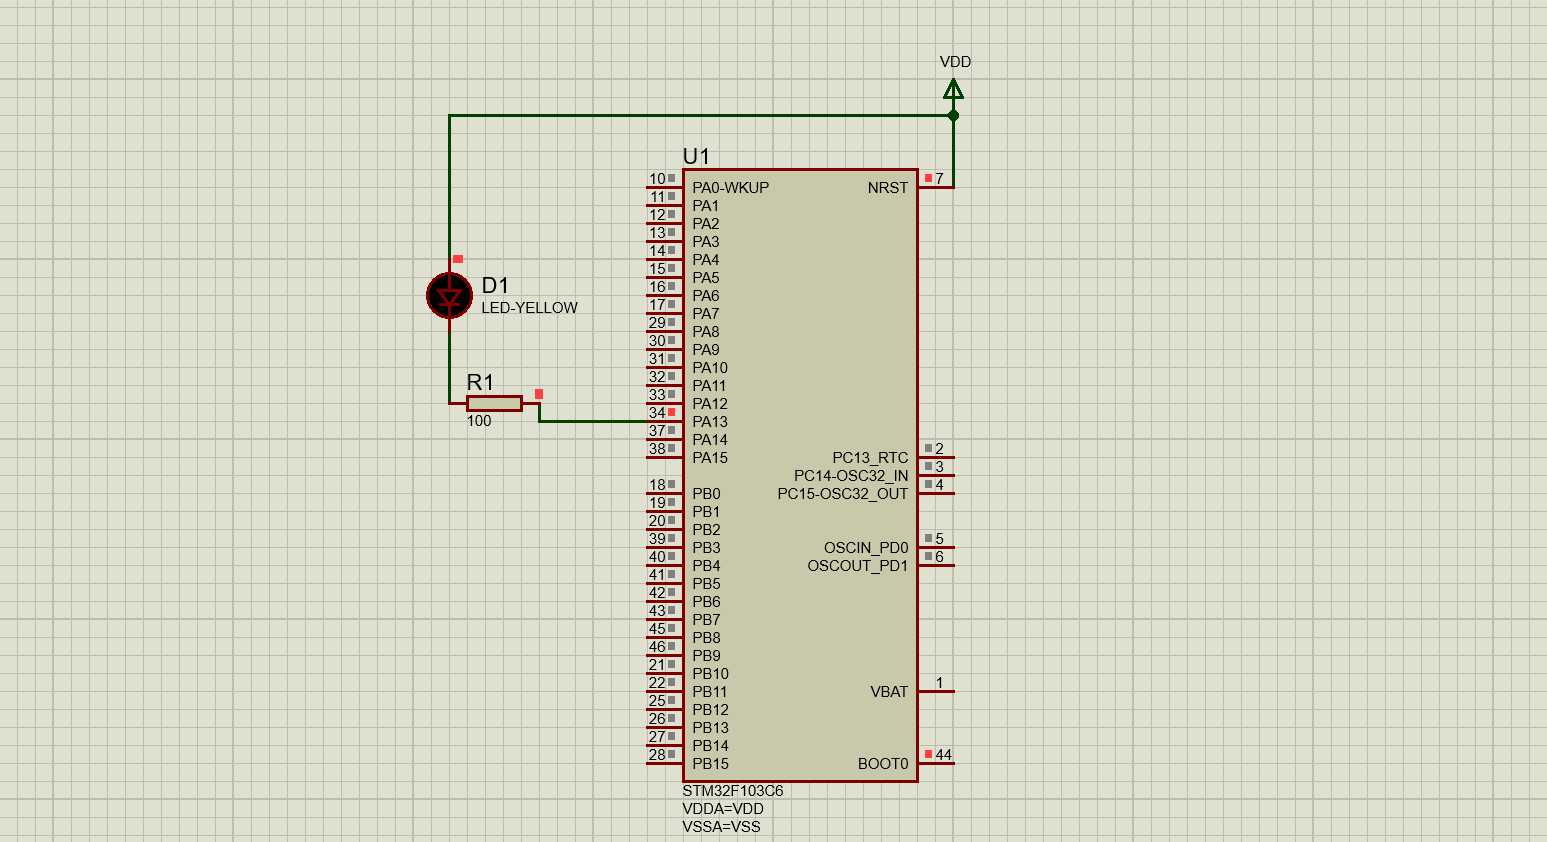 VDD
U1
10 PA0-WKUP NRST 7
11 PA1
12 PA2
13 PA3
14 PA4
15 PA5
16 PA6
17 PA7
29 PA8
30 PA9
31 PA10
32 PA11
33 PA12
34 PA13
37 PA14
38 PA15
D1
LED-YELLOW
R1
100
PC13_RTC 2
PC14-OSC32_IN 3
18 PB0 PC15-OSC32_OUT 4
19 PB1
20 PB2
39 PB3 OSCIN_PD0 5
40 PB4 OSCOUT_PD1 6
41 PB5
42 PB6
43 PB7
45 PB8
46 PB9
21 PB10
22 PB11 VBAT 1
25 PB12
26 PB13
27 PB14
28 PB15 BOOT0 44
STM32F103C6
VDDA=VDD
VSSA=VSS